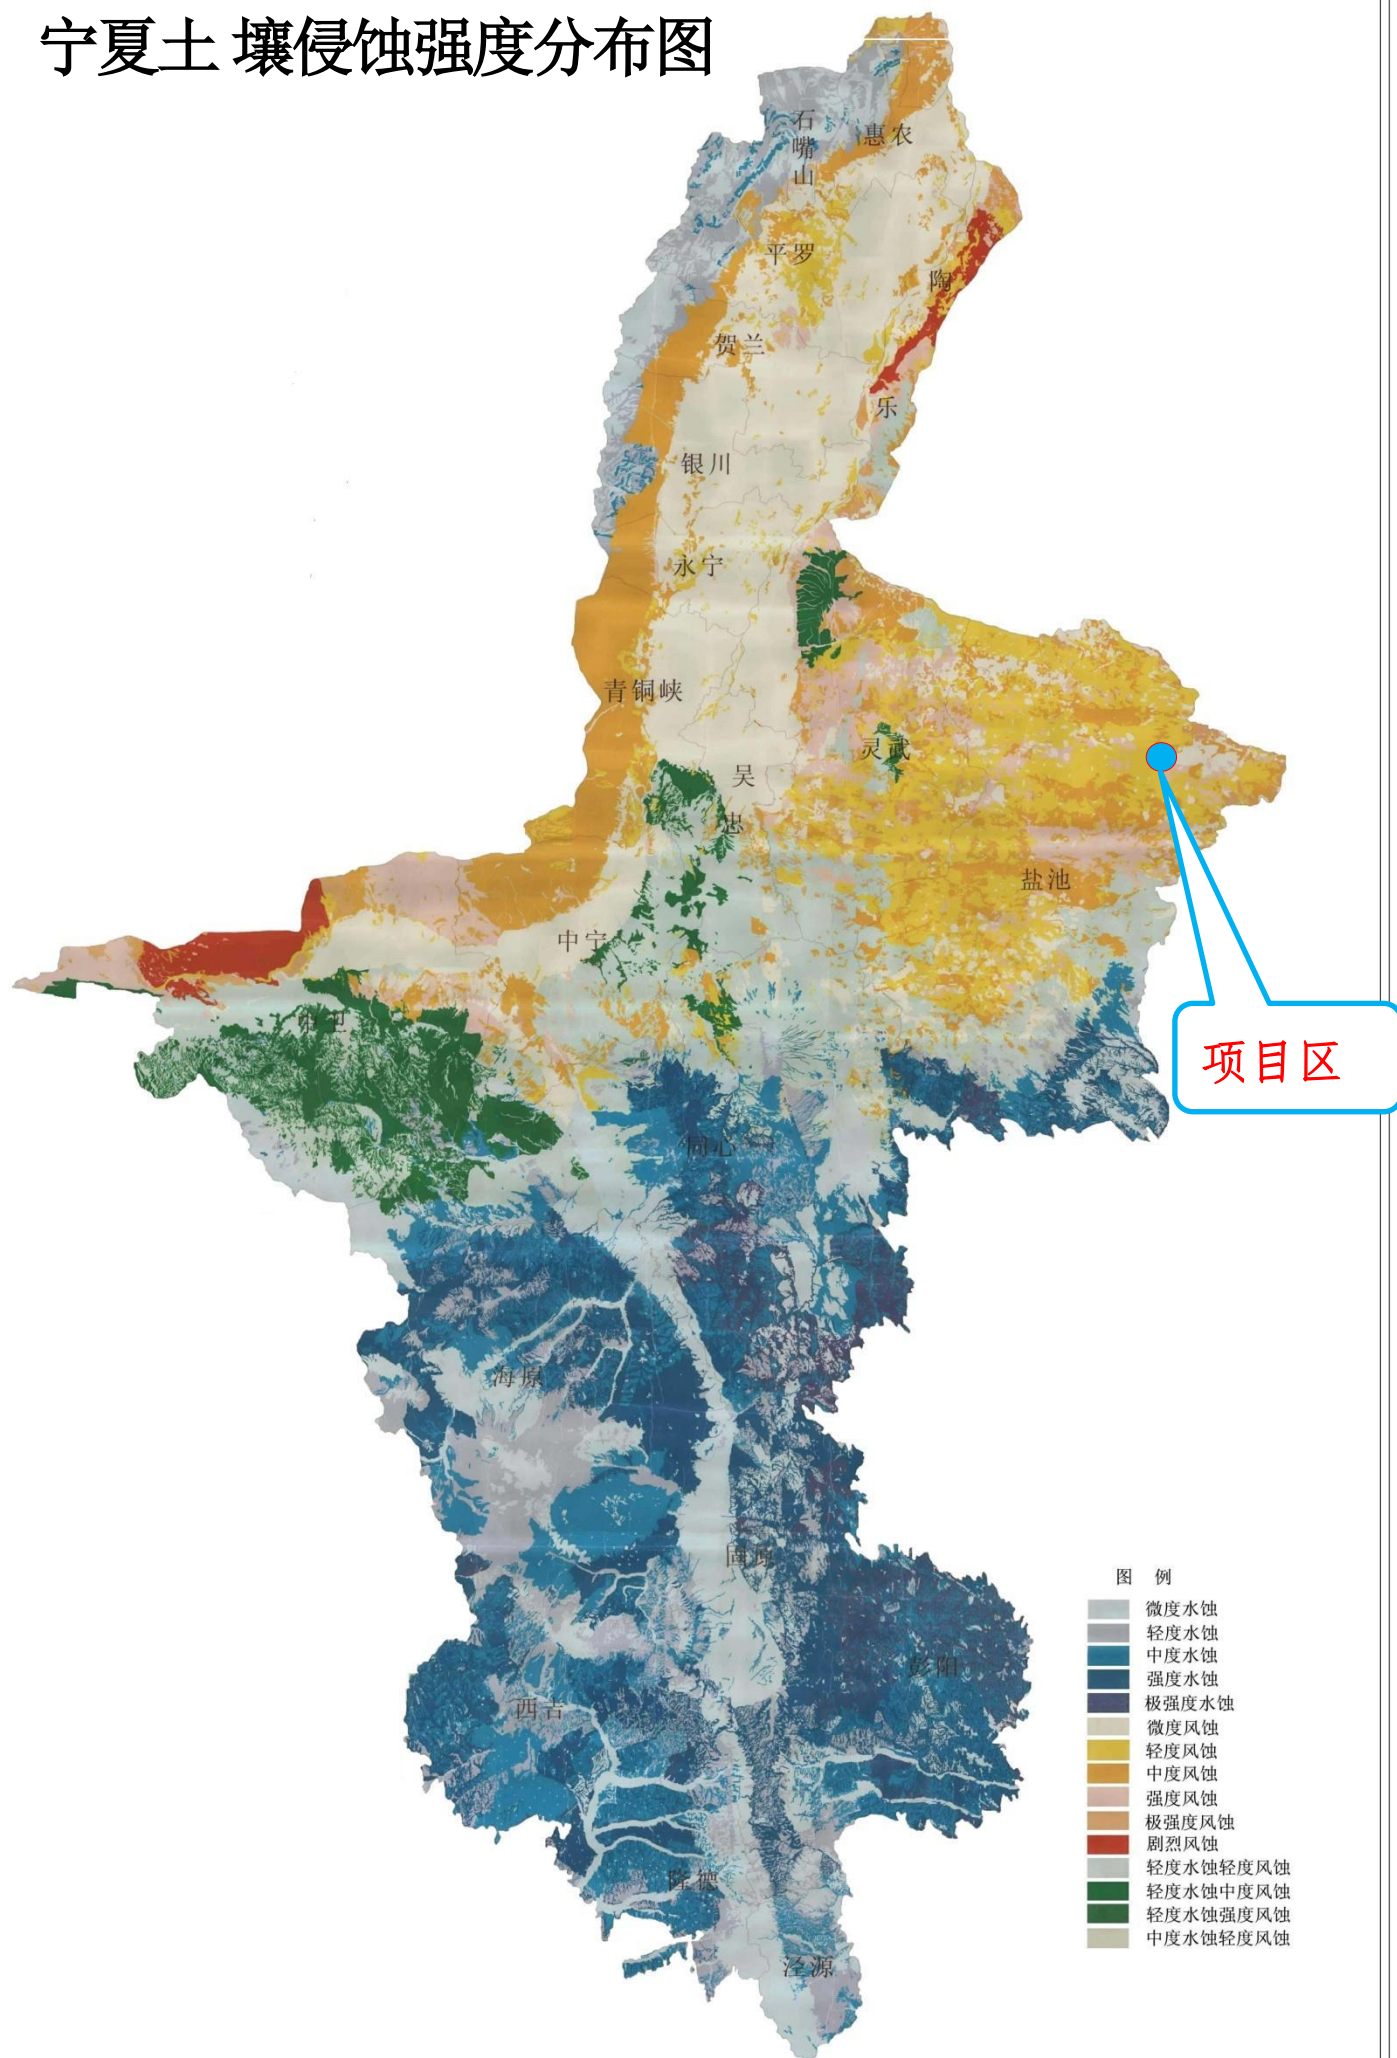 宁夏土 壤侵蚀强度分布图
石嘴山
惠农
平罗
陶乐
贺兰
银川
永宁
青铜峡
灵武
吴忠
盐池
中宁
中卫
项目区
同心
海原
固原
彭阳
西吉
隆德
泾源
图 例
微度水蚀
轻度水蚀
中度水蚀
强度水蚀
极强度水蚀
微度风蚀
轻度风蚀
中度风蚀
强度风蚀
极强度风蚀
剧烈风蚀
轻度水蚀轻度风蚀
轻度水蚀中度风蚀
轻度水蚀强度风蚀
中度水蚀轻度风蚀